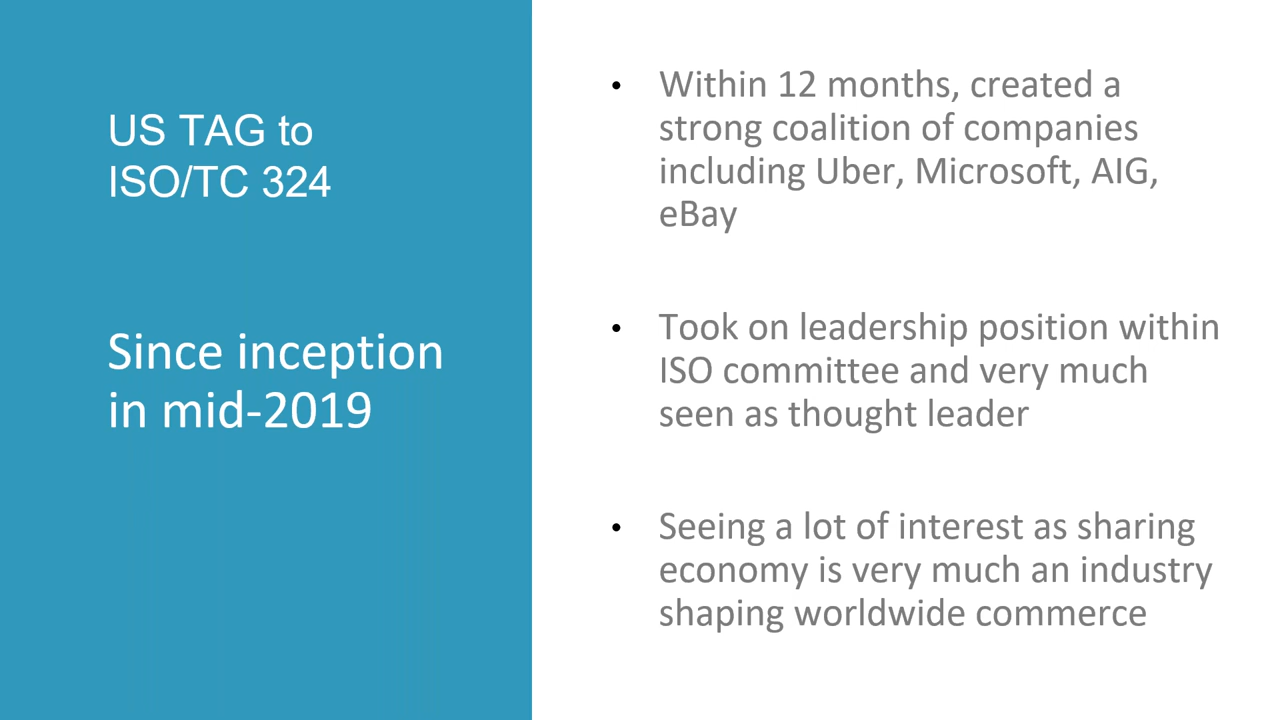 US TAG to
ISO/TC 324
Since inception
in mid-2019
• Within 12 months, created a
strong coalition of companies
including Uber, Microsoft, AIG,
eBay
• Took on leadership position within
ISO committee and very much
seen as thought leader
• Seeing a lot of interest as sharing
economy is very much an industry
shaping worldwide commerce